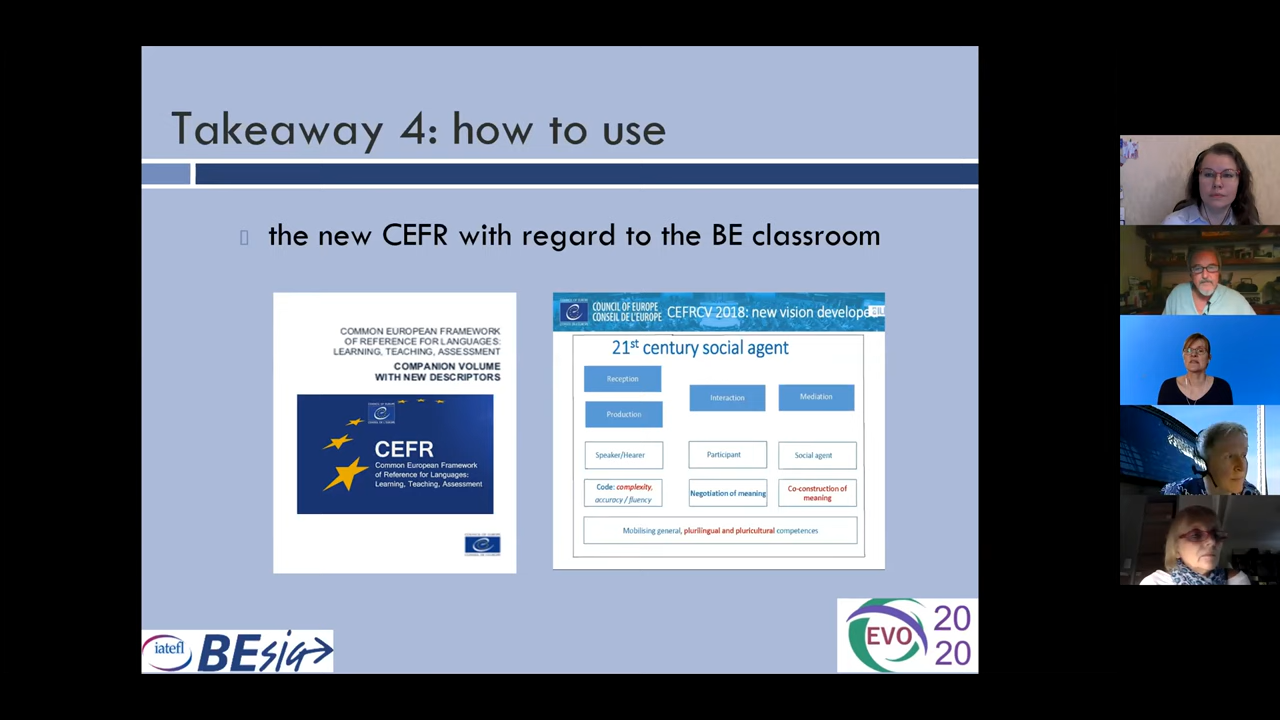 Takeaway 4: how to use
the new CEFR with regard to the BE classroom
COMMON EUROPEAN FRAMEWORK
OF REFERENCE FOR LANGUAGES:
LEARNING, TEACHING, ASSESSMENT
COMPANION VOLUME
WITH NEW DESCRIPTORS
CEFR
Common European Framework
of Reference for Languages:
Learning, Teaching, Assessment
COUNCIL OF EUROPE
CONSEIL DE L'EUROPE
CEFRCV 2018: new vision develope
21st century social agent
Reception
Production
Interaction
Mediation
Speaker/Hearer
Participant
Social agent
Code: complexity,
accuracy / fluency
Negotiation of meaning
Co-construction of
meaning
Mobilising general, plurilingual and pluricultural competences
iatefl BEsig
EVO
20
20